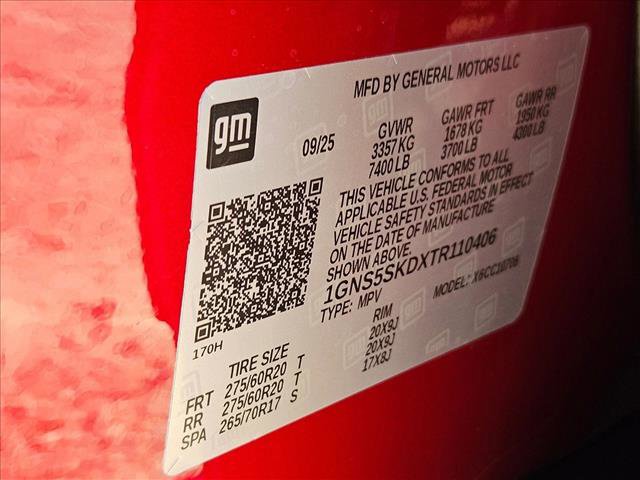 MFD BY GENERAL MOTORS LLC
gm
09/25
GVWR GAWR FRT GAWR RR
3357 KG 1678 KG 1950 KG
7400 LB 3700 LB 4300 LB
THIS VEHICLE CONFORMS TO ALL
APPLICABLE U.S. FEDERAL MOTOR
VEHICLE SAFETY STANDARDS IN EFFECT
ON THE DATE OF MANUFACTURE
SHOWN ABOVE.
1GNS5SKDXTR110406
TYPE: MPV MODEL: X6CC10706
170H
TIRE SIZE RIM
FRT 275/60R20 T 20X9J
RR 275/60R20 T 20X9J
SPA 265/70R17 S 17X8J